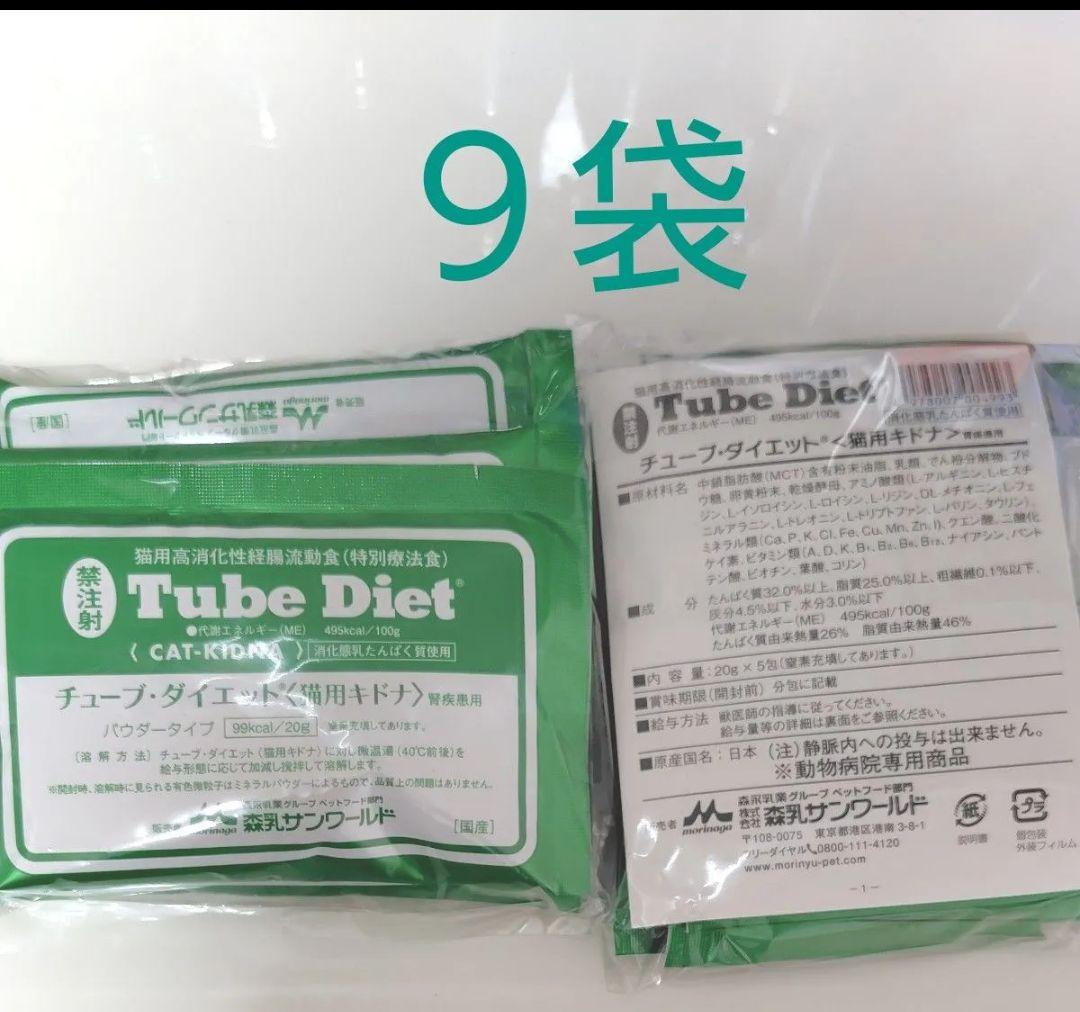 9袋
[国産]
販売者 morinaga 森乳サンワールド
猫用高消化性経腸流動食(特別療法食)
禁注射
Tube Diet®
●代謝エネルギー(ME) 495kcal/100g
〈 CAT-KIDNA 〉 消化態乳たんぱく質使用
チューブ・ダイエット®〈猫用キドナ〉腎疾患用
パウダータイプ 99kcal/20g 窒素充填してあります。
〔溶解方法〕 チューブ・ダイエット〈猫用キドナ〉に対し微温湯(40℃前後)を
給与形態に応じて加減し撹拌して溶解します。
※開封時、溶解時に見られる有色微粒子はミネラルパウダーによるもので、品質上の問題はありません。
森永乳業グループ ペットフード部門
販売者 morinaga 森乳サンワールド
[国産]
猫用高消化性経腸流動食(特別療法食)
禁注射
Tube Diet
代謝エネルギー(ME) 495kcal/100g
消化態乳たんぱく質使用
チューブ・ダイエット®〈猫用キドナ〉腎疾患用
■原材料名 中鎖脂肪酸(MCT)含有粉末油脂、乳類、でん粉分解物、ブド
ウ糖、卵黄粉末、乾燥酵母、アミノ酸類(L-アルギニン、L-ヒスチ
ジン、L-イソロイシン、L-ロイシン、L-リジン、DL-メチオニン、L-フェ
ニルアラニン、L-トレオニン、L-トリプトファン、L-バリン、タウリン)、
ミネラル類(Ca, P, K, Cl, Fe, Cu, Mn, Zn, I)、クエン酸、二酸化
ケイ素、ビタミン類(A、D、K、B₁、B₂、B₆、B₁₂、ナイアシン、パント
テン酸、ビオチン、葉酸、コリン)
■成 分 たんぱく質32.0%以上、脂質25.0%以上、粗繊維0.1%以下、
灰分4.5%以下、水分3.0%以下
代謝エネルギー(ME) 495kcal/100g
たんぱく質由来熱量26% 脂質由来熱量46%
■内 容 量:20g×5包(窒素充填してあります。)
■賞味期限(開封前) 分包に記載
■給与方法 獣医師の指導に従ってください。
給与量等の詳細は裏面をご参照ください。
■原産国名:日本 (注)静脈内への投与は出来ません。
※動物病院専用商品
販売者 morinaga 森永乳業グループ ペットフード部門
株式会社 森乳サンワールド
〒108-0075 東京都港区港南3-8-1
フリーダイヤル 0800-111-4120
www.morinyu-pet.com
紙
説明書
プラ
個包装
外装フィルム
-1-